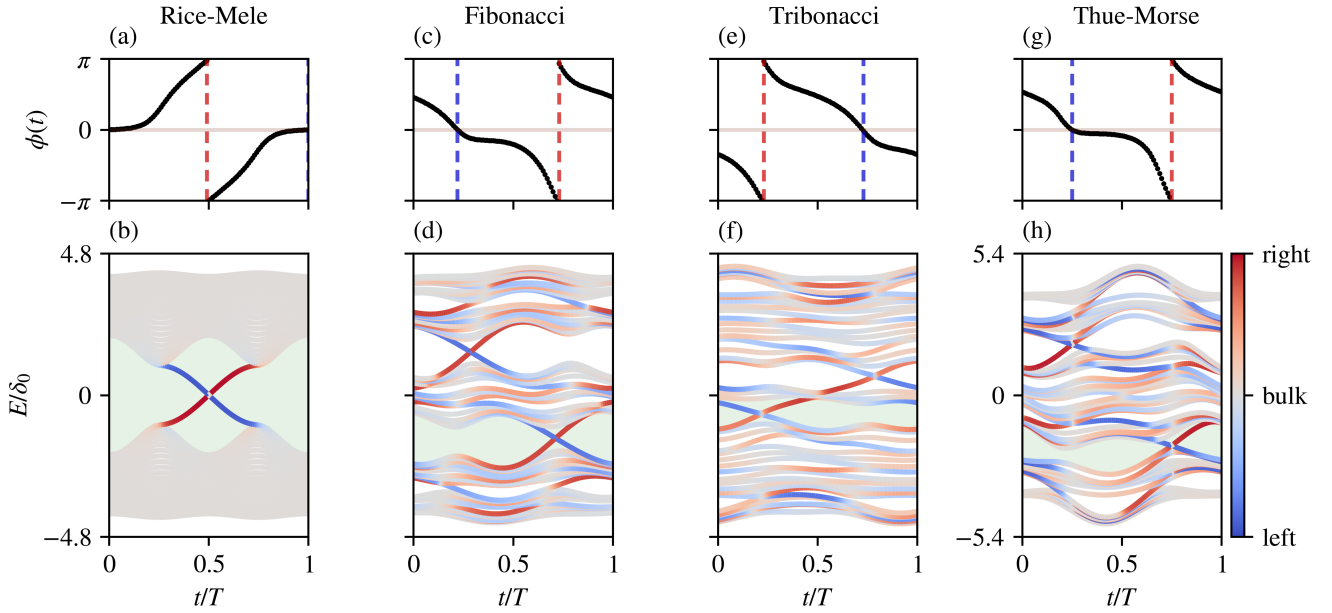 Rice-Mele Fibonacci Tribonacci Thue-Morse
(a) (c) (e) (g)
π
0
−π
ϕ(t)
(b) (d) (f) (h)
4.8
0
−4.8
E/δ₀
5.4
0
−5.4
right
bulk
left
0 0.5 1 0 0.5 1 0 0.5 1 0 0.5 1
t/T t/T t/T t/T